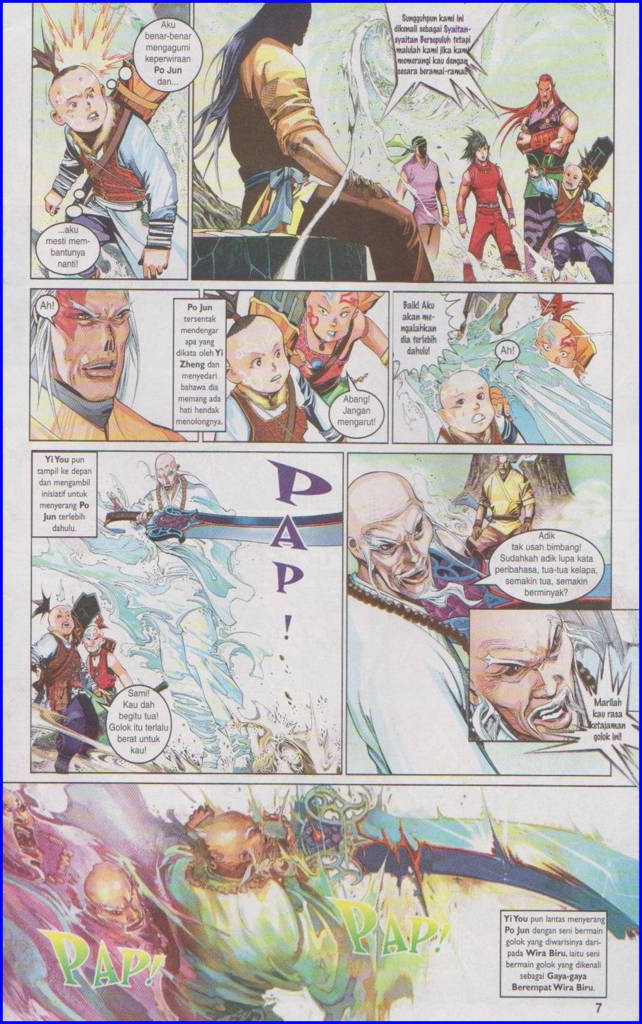 Aku
benar-benar
mengagumi
keperwiraan
Po Jun
dan...
...aku
mesti mem-
bantunya
nanti!
Sungguhpun kami ini
dikenali sebagai Syaitan-
syaitan Bersepuluh tetapi
malulah kami jika kami
memerangi kau dengan
secara beramai-ramai!
Ah!
Po Jun
tersentak
mendengar
apa yang
dikata oleh Yi
Zheng dan
menyedari
bahawa dia
memang ada
hati hendak
menolongnya.
Abang!
Jangan
mengarut!
Baik! Aku
akan me-
ngalahkan
dia terlebih
dahulu!
Ah!
Yi You pun
tampil ke depan
dan mengambil
inisiatif untuk
menyerang Po
Jun terlebih
dahulu.
PAP!
Sami!
Kau dah
begitu tua!
Golok itu terlalu
berat untuk
kau!
Adik
tak usah bimbang!
Sudahkah adik lupa kata
peribahasa, tua-tua kelapa,
semakin tua, semakin
berminyak?
Marilah
kau rasa
ketajaman
golok ini!
PAP!
PAP!
Yi You pun lantas menyerang
Po Jun dengan seni bermain
golok yang diwarisinya dari-
pada Wira Biru, iaitu seni
bermain golok yang dikenali
sebagai Gaya-gaya
Berempat Wira Biru.
7